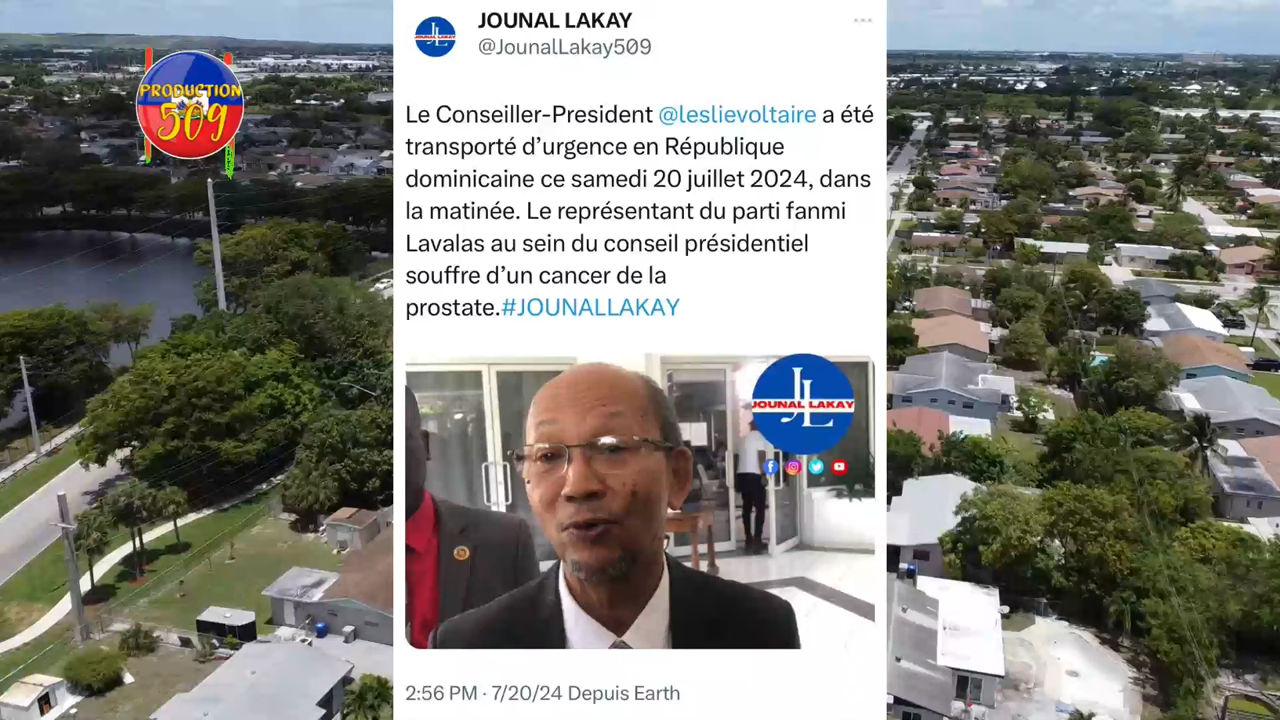 JOUNAL LAKAY
@JounalLakay509
PRODUCTION
509
Le Conseiller-President @leslievoltaire a été
transporté d’urgence en République
dominicaine ce samedi 20 juillet 2024, dans
la matinée. Le représentant du parti fanmi
Lavalas au sein du conseil présidentiel
souffre d’un cancer de la
prostate.#JOUNALLAKAY
JL
JOUNAL LAKAY
2:56 PM · 7/20/24 Depuis Earth